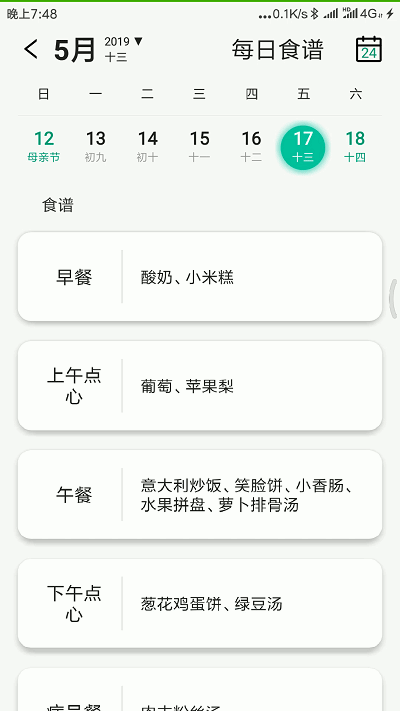 晚上7:48
...0.1K/s
HD
4G
5月
2019▼
十三
每日食谱
24
日 一 二 三 四 五 六
12 13 14 15 16 17 18
母亲节 初九 初十 十一 十二 十三 十四
食谱
早餐
酸奶、小米糕
上午点
心
葡萄、苹果梨
午餐
意大利炒饭、笑脸饼、小香肠、
水果拼盘、萝卜排骨汤
下午点
心
葱花鸡蛋饼、绿豆汤